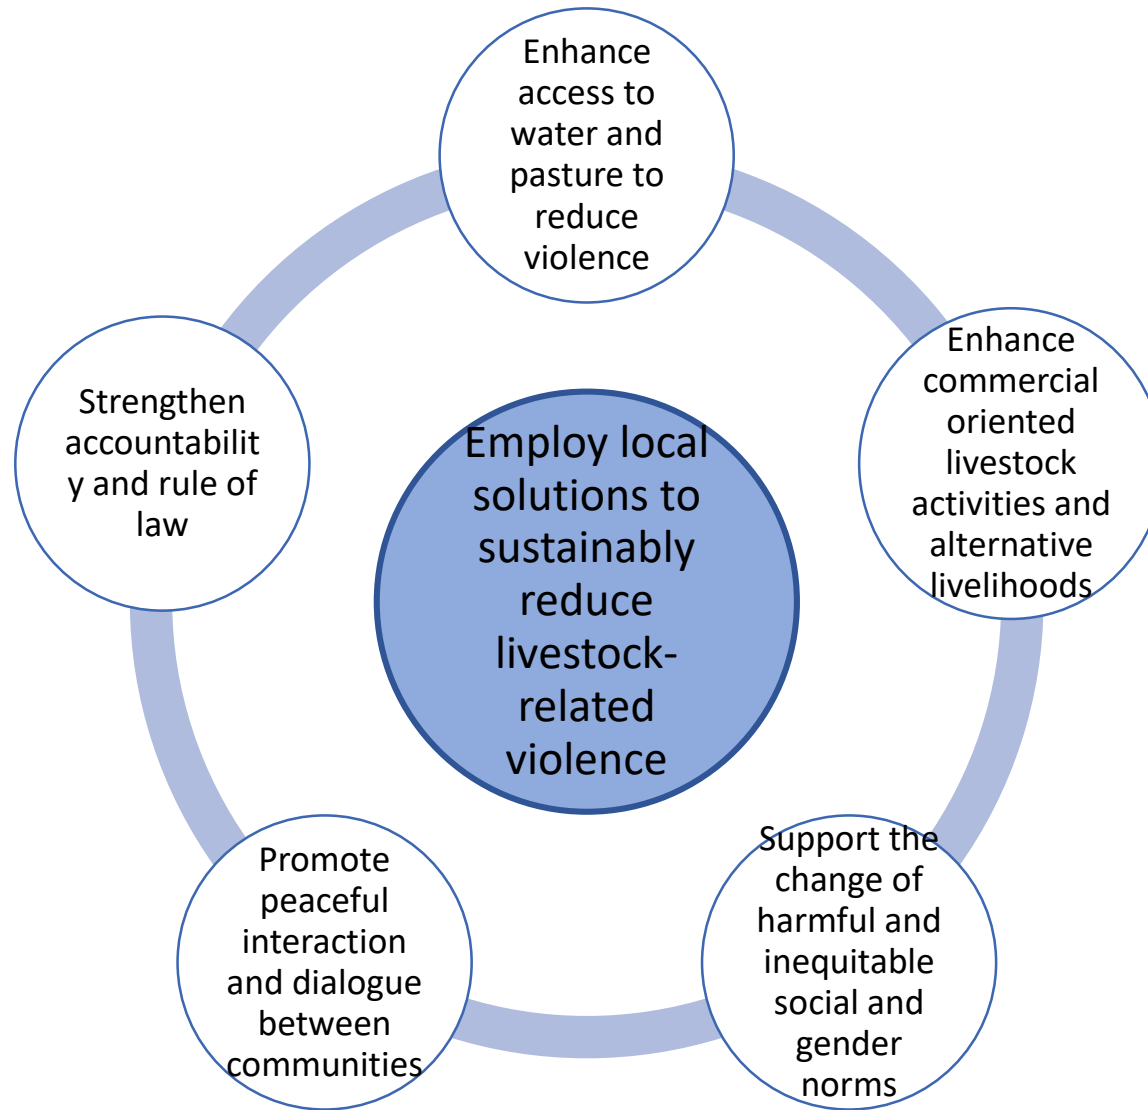 Enhance
access to
water and
pasture to
reduce
violence
Enhance
commercial
oriented
livestock
activities and
alternative
livelihoods
Support the
change of
harmful and
inequitable
social and
gender
norms
Promote
peaceful
interaction
and dialogue
between
communities
Strengthen
accountabilit
y and rule of
law
Employ local
solutions to
sustainably
reduce
livestock-
related
violence